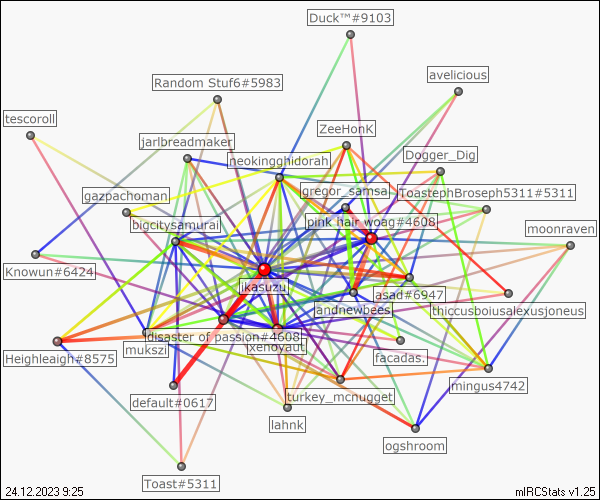 Duck™#9103
avelicious
Random Stuf6#5983
tescoroll
ZeeHonK
jarlbreadmaker
Dogger_Dig
neokingghidorah
gregor_samsa.
ToastephBroseph5311#5311
gazpachoman
pink hair woag#4608
bigcitysamurai
moonraven
Knowun#6424
jkasuzu
asad#6947
andnewbees
thiccusboiusalexusjoneus
disaster of passion#4608
xenoyaut
mukszi
Heighleaigh#8575
facadas.
mingus4742
turkey_mcnugget
default#0617
lahnk
ogshroom
Toast#5311
24.12.2023 9:25
mIRCStats v1.25